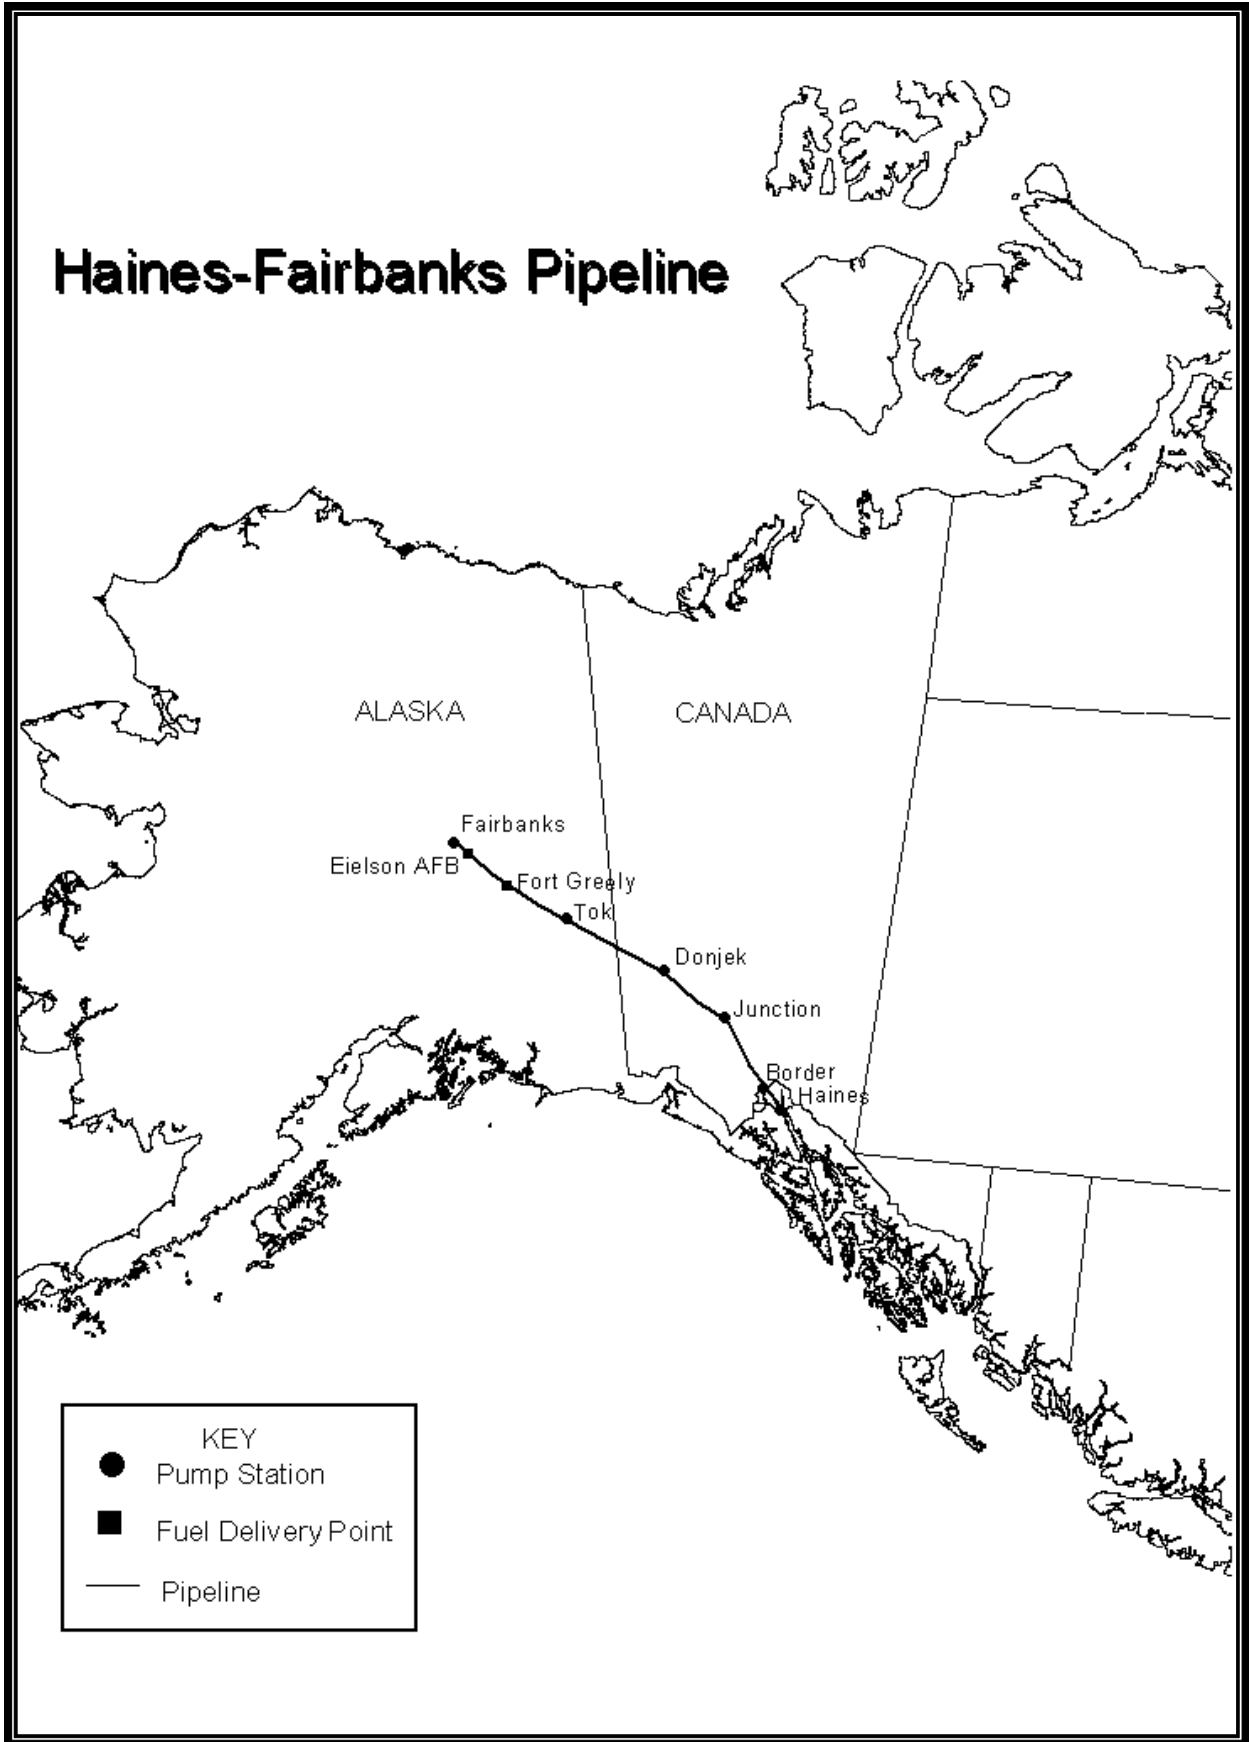 Haines-Fairbanks Pipeline
ALASKA
CANADA
Fairbanks
Eielson AFB
Fort Greely
Tok
Donjek
Junction
Border
Haines
KEY
Pump Station
Fuel Delivery Point
Pipeline